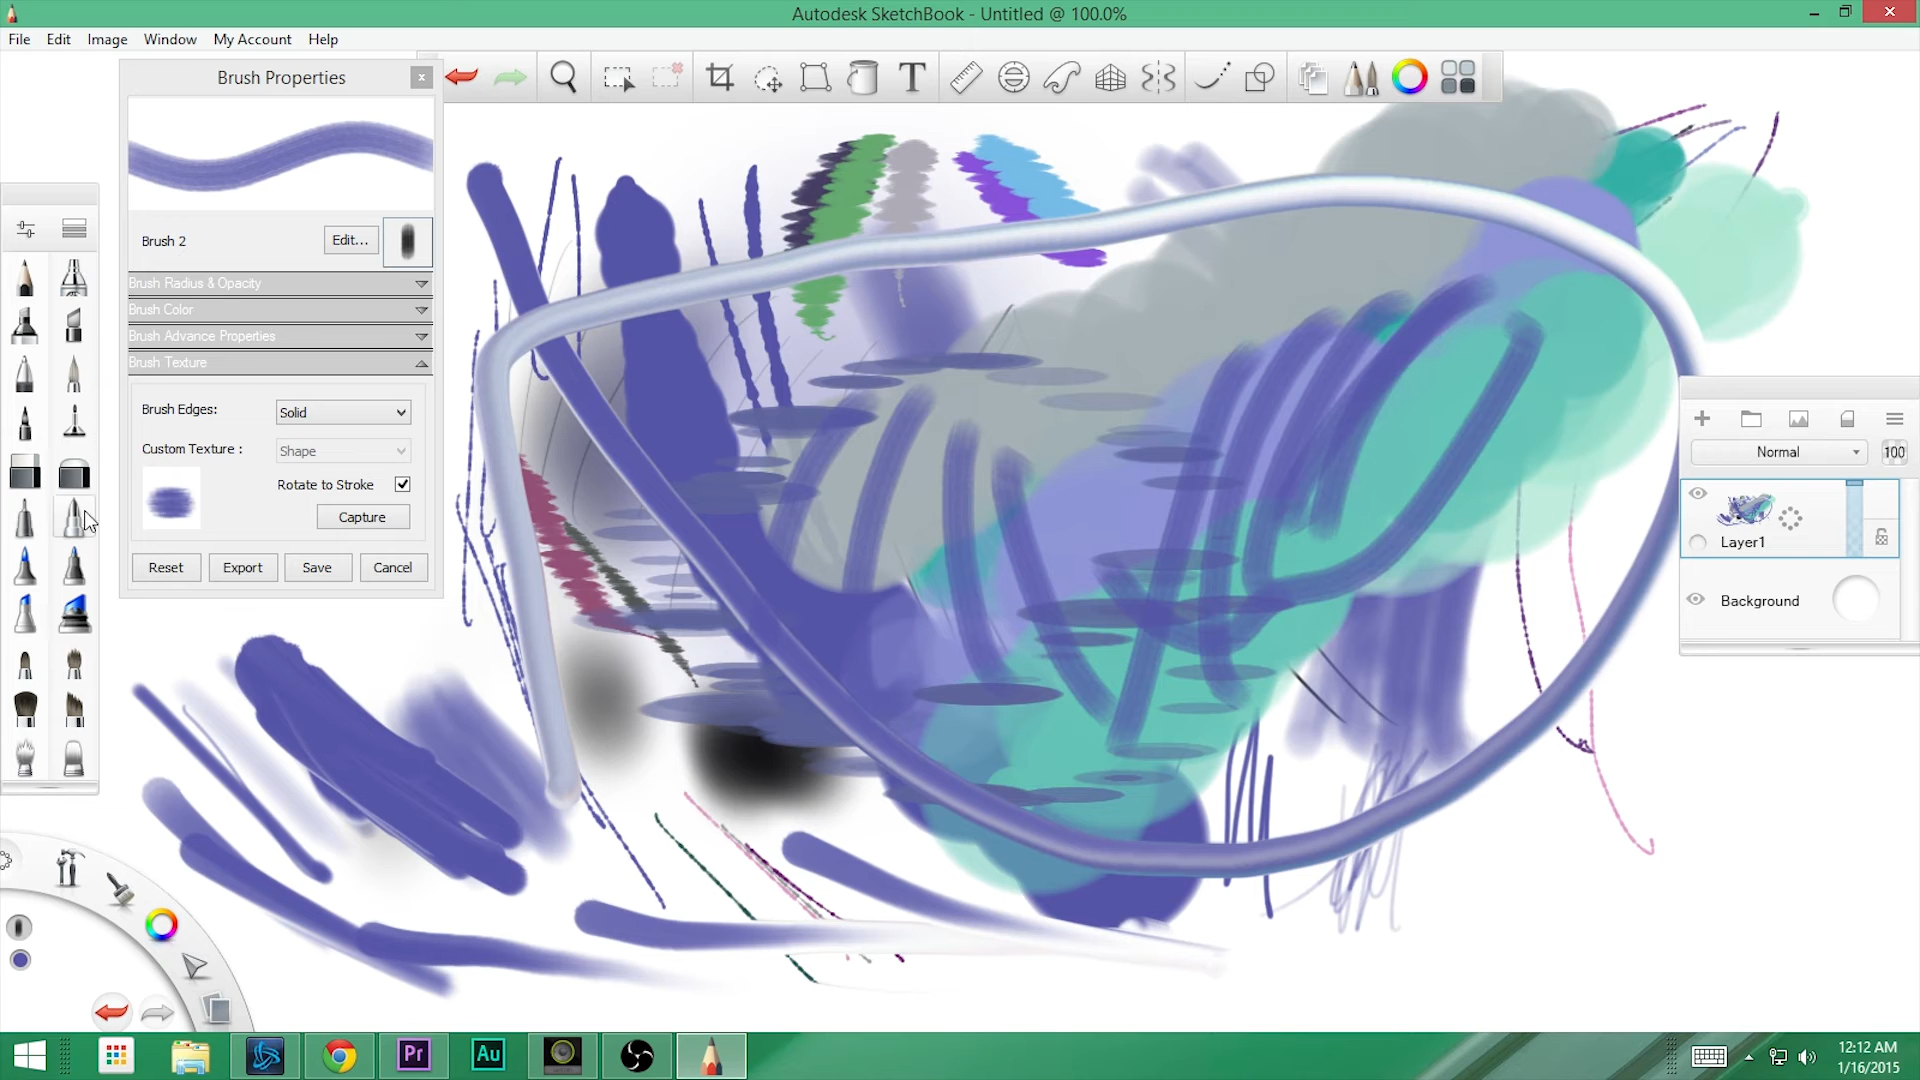 Autodesk SketchBook - Untitled @ 100.0%
File Edit Image Window My Account Help
Brush Properties
T
Brush 2
Edit...
Brush Radius & Opacity
Brush Color
Brush Advance Properties
Brush Texture
Brush Edges:
Solid
Custom Texture :
Shape
Rotate to Stroke
Capture
Reset
Export
Save
Cancel
Normal
100
Layer1
Background
Pr
Au
12:12 AM
1/16/2015